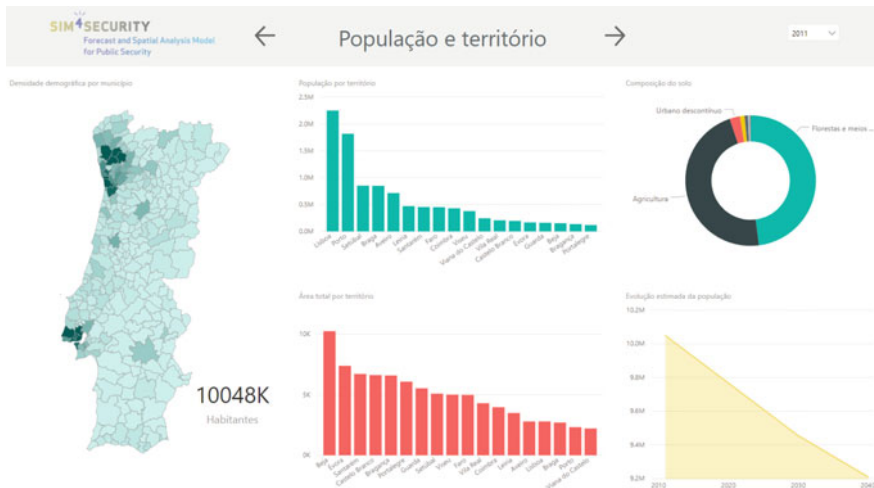 SIM4SECURITY
Forecast and Spatial Analysis Model
for Public Security
População e território
2011
Densidade demográfica por município
10048K
Habitantes
População por território
2.5M
2.0M
1.5M
1.0M
0.5M
0.0M
Lisboa
Porto
Setúbal
Braga
Aveiro
Leiria
Santarém
Faro
Coimbra
Viseu
Viana do Castelo
Vila Real
Castelo Branco
Évora
Guarda
Beja
Bragança
Portalegre
Composição do solo
Urbano descontínuo
Florestas e meios ...
Agricultura
Área total por território
10K
5K
0K
Beja
Évora
Santarém
Castelo Branco
Bragança
Portalegre
Guarda
Setúbal
Viseu
Faro
Vila Real
Coimbra
Leiria
Aveiro
Lisboa
Braga
Porto
Viana do Castelo
Evolução estimada da população
10.2M
10.0M
9.8M
9.6M
9.4M
9.2M
2010
2020
2030
2040